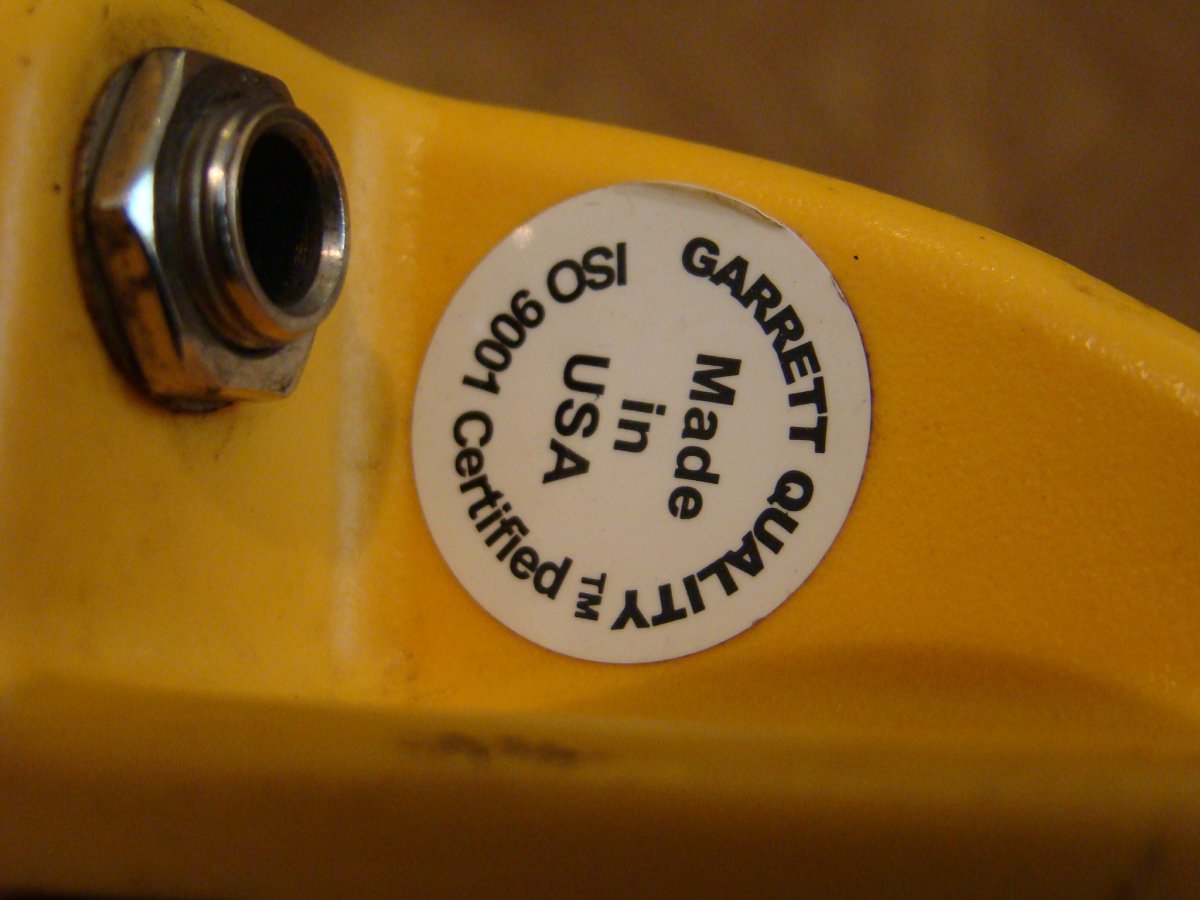 GARRETT QUALITY™
Made
in
USA
ISO 9001 Certified